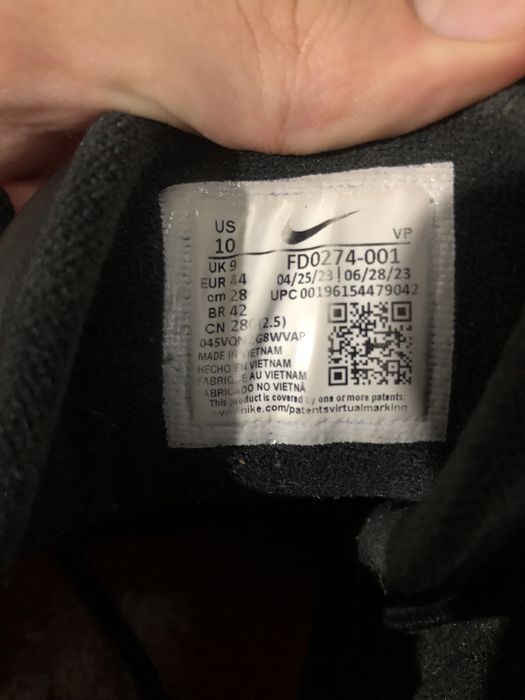 US
10
VP
UK 9
FD0274-001
EUR 44
04/25/23 | 06/28/23
cm 28
UPC 00196154479042
BR 42
CN 280(2.5)
MADE IN VIETNAM
HECHO EN VIETNAM
FABRIQUE AU VIETNAM
FABRICADO NO VIETNÃ
This product is covered by one or more patents:
www.nike.com/patentsvirtualmarking